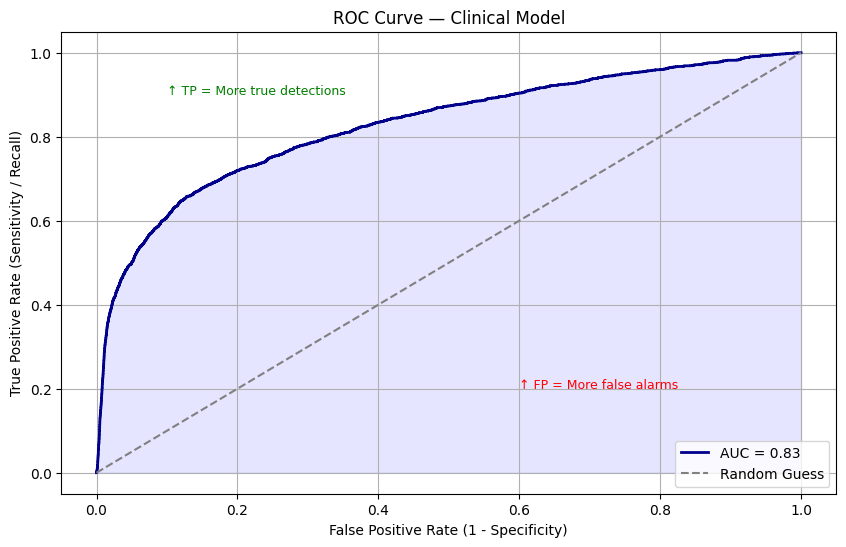 ROC Curve — Clinical Model
True Positive Rate (Sensitivity / Recall)
1.0
0.8
0.6
0.4
0.2
0.0
↑ TP = More true detections
↑ FP = More false alarms
AUC = 0.83
Random Guess
0.0 0.2 0.4 0.6 0.8 1.0
False Positive Rate (1 - Specificity)